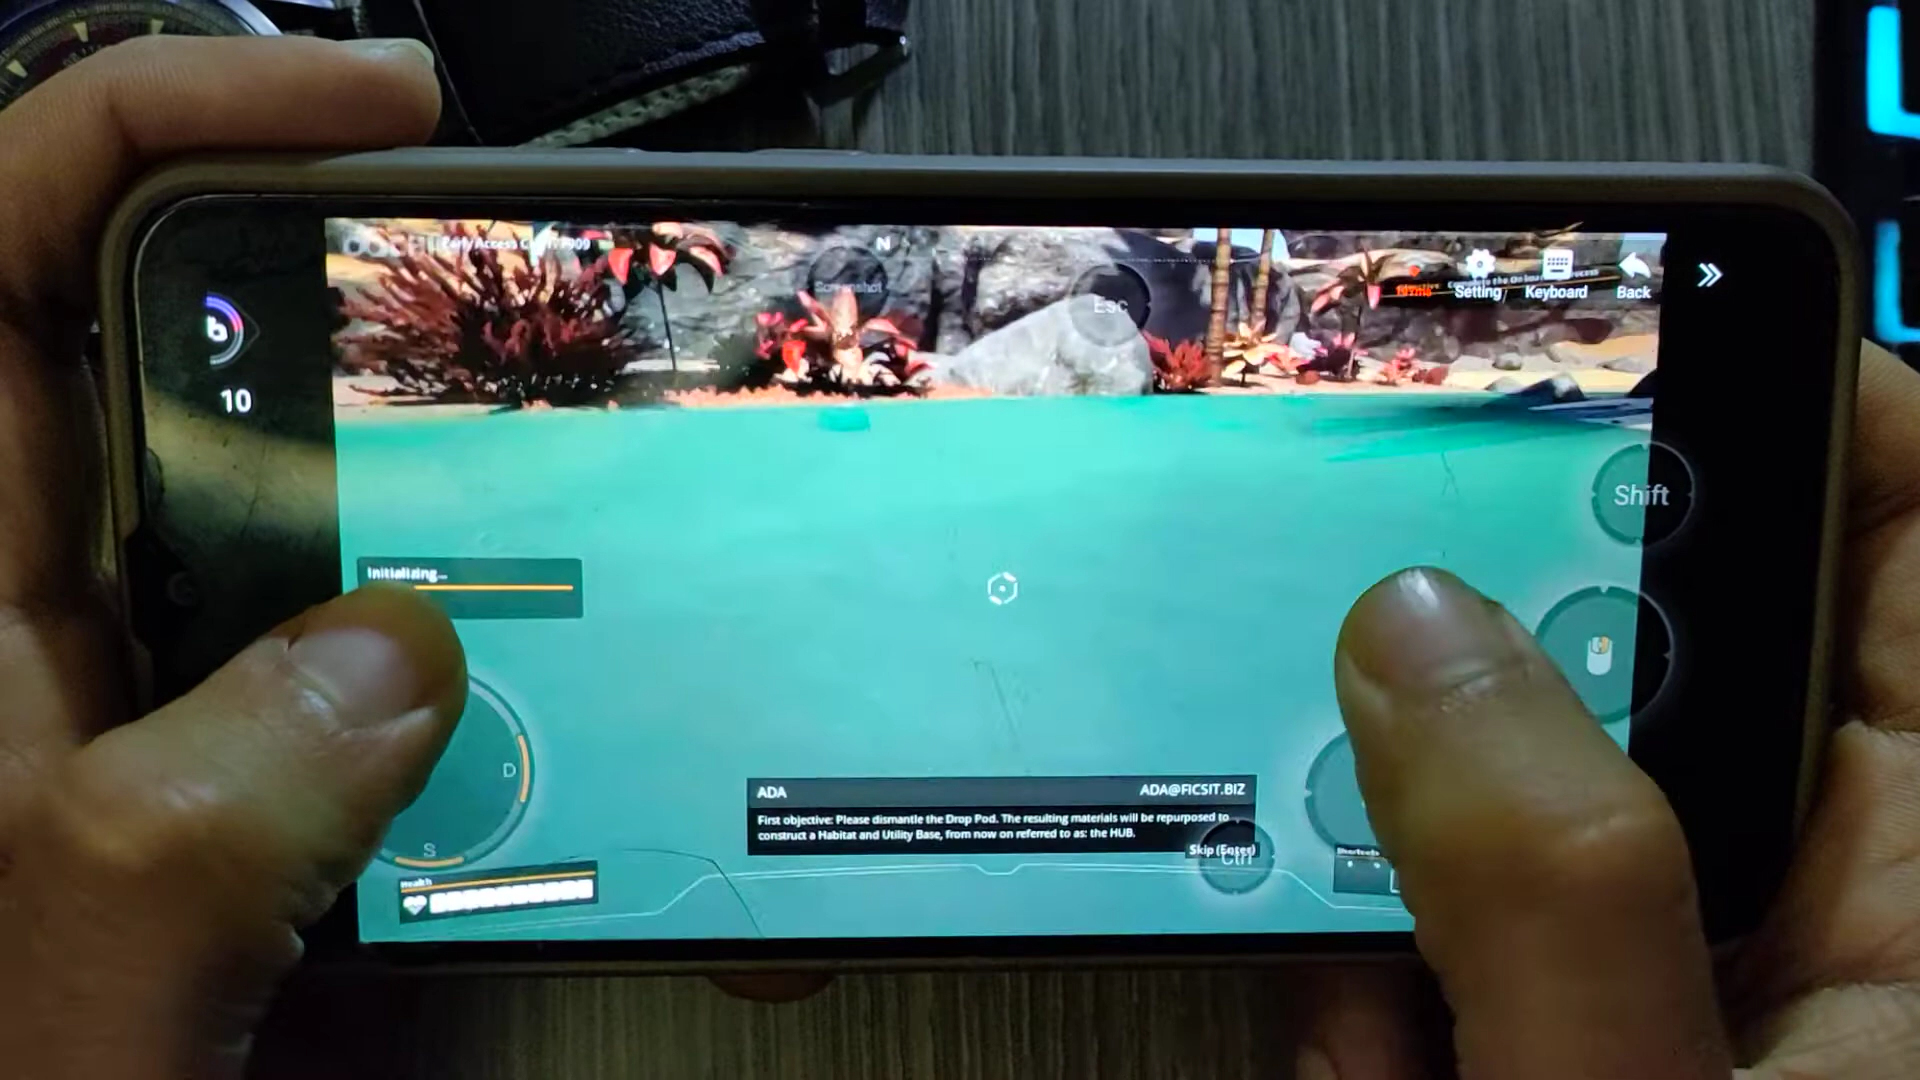 N
Screenshot
Esc
Setting
Keyboard
Back
10
Shift
Initializing...
D
S
ADA
ADA@FICSIT.BIZ
First objective: Please dismantle the Drop Pod. The resulting materials will be repurposed to
construct a Habitat and Utility Base, from now on referred to as: the HUB.
Skip (Enter)
Ctrl
Health
Shortcuts